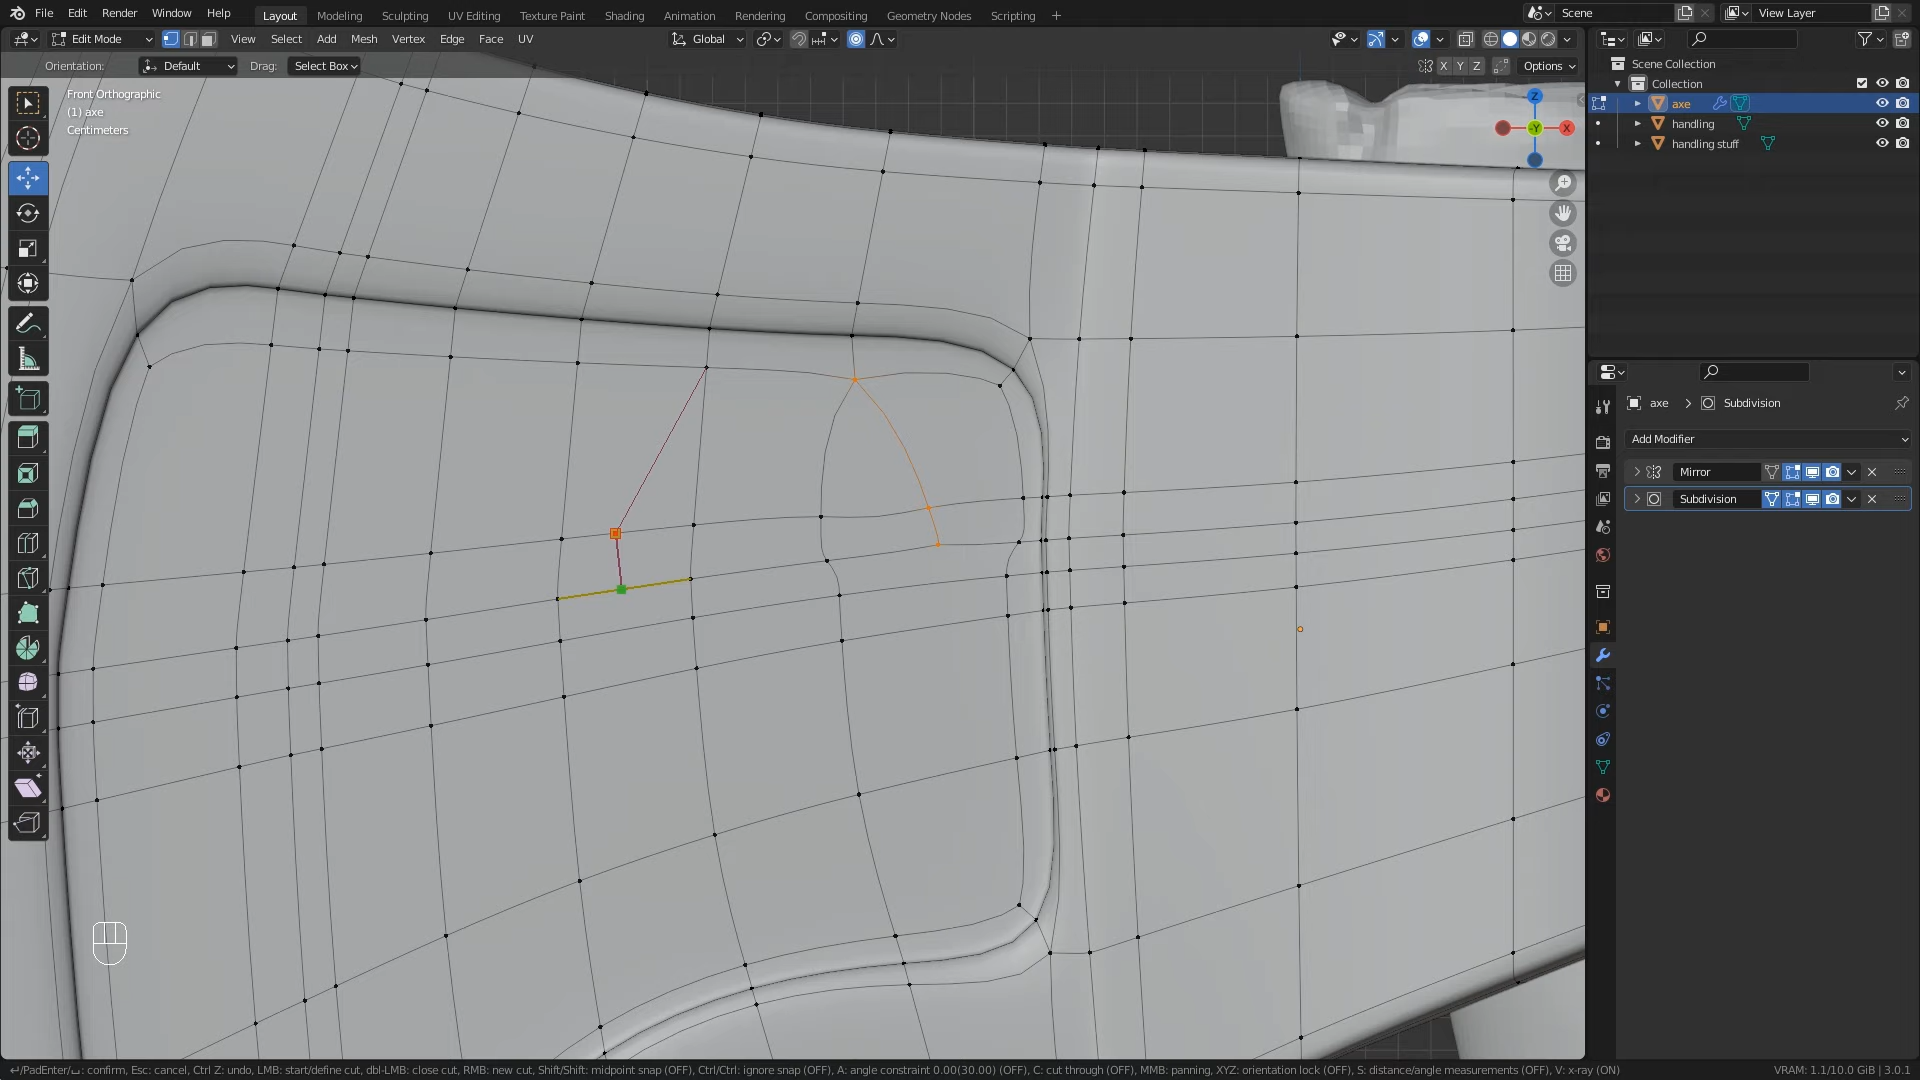 File Edit Render Window Help Layout Modeling Sculpting UV Editing Texture Paint Shading Animation Rendering Compositing Geometry Nodes Scripting + Scene View Layer
Edit Mode View Select Add Mesh Vertex Edge Face UV Global
Orientation: Default Drag: Select Box X Y Z Options
Front Orthographic
(1) axe
Centimeters
Z
-Y
X
Scene Collection
Collection
axe
handling
handling stuff
axe > Subdivision
Add Modifier
Mirror
Subdivision
↵/PadEnter/␣: confirm, Esc: cancel, Ctrl Z: undo, LMB: start/define cut, dbl-LMB: close cut, RMB: new cut, Shift/Shift: midpoint snap (OFF), Ctrl/Ctrl: ignore snap (OFF), A: angle constraint 0.00(30.00) (OFF), C: cut through (OFF), MMB: panning, XYZ: orientation lock (OFF), S: distance/angle measurements (OFF), V: x-ray (ON)
VRAM: 1.1/10.0 GiB | 3.0.1